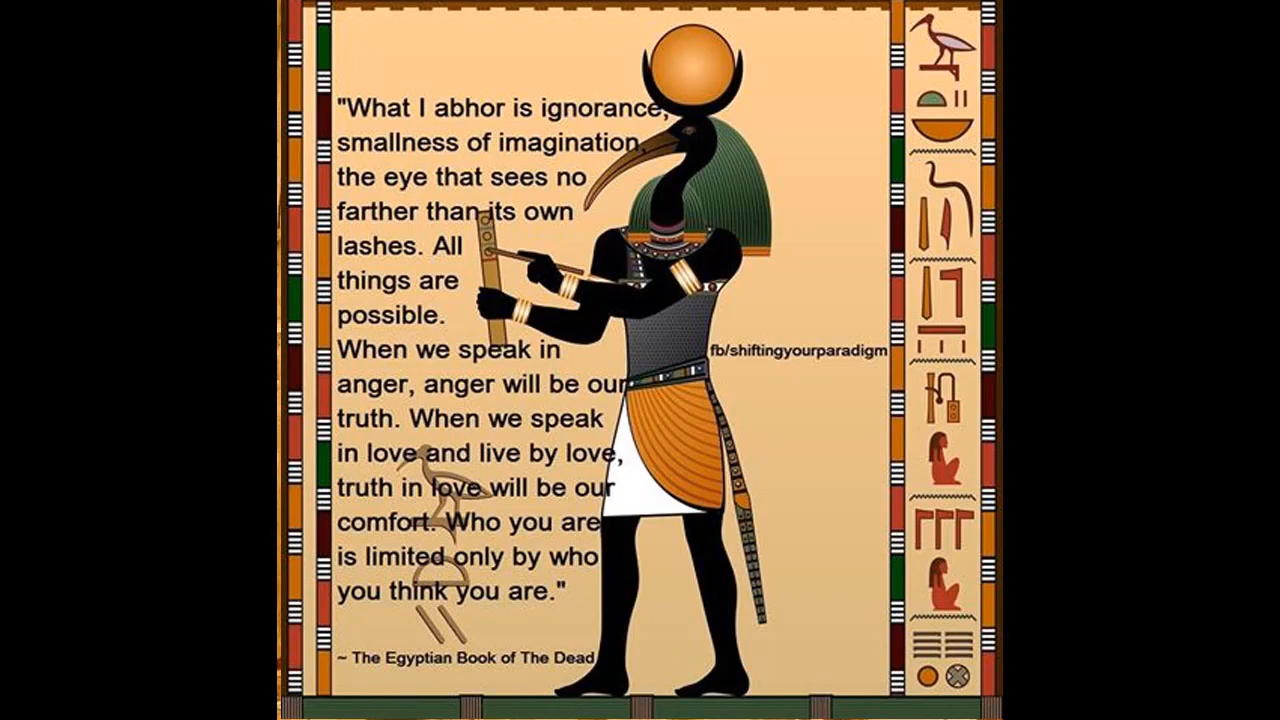 "What I abhor is ignorance,
smallness of imagination,
the eye that sees no
farther than its own
lashes. All
things are
possible.
When we speak in
anger, anger will be our
truth. When we speak
in love and live by love,
truth in love will be our
comfort. Who you are
is limited only by who
you think you are."
~ The Egyptian Book of The Dead
fb/shiftingyourparadigm